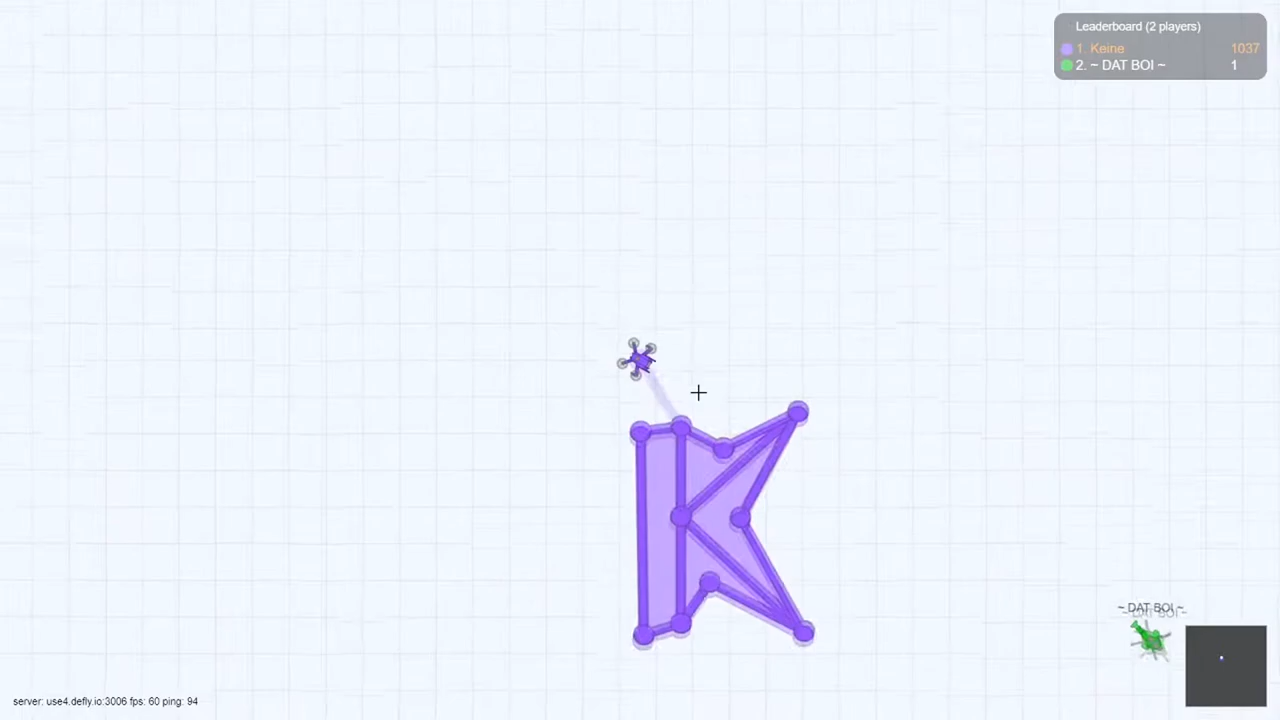 Leaderboard (2 players)
1. Keine 1037
2. ~ DAT BOI ~ 1
K
~ DAT BOI ~
server: use4.defly.io:3006 fps: 60 ping: 94